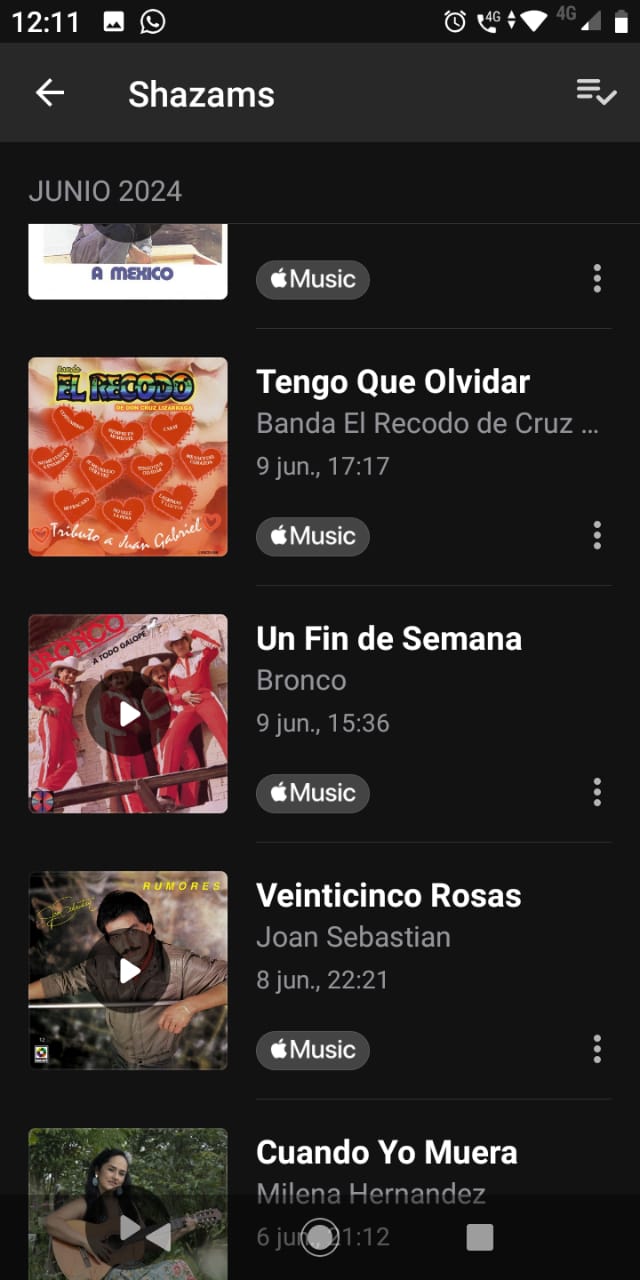 12:11
4G
4G
Shazams
JUNIO 2024
A MEXICO
Music
Banda
EL RECODO
DE DON CRUZ LIZARRAGA
Tributo a Juan Gabriel
Tengo Que Olvidar
Banda El Recodo de Cruz ...
9 jun., 17:17
Music
BRONCO
A TODO GALOPE
Un Fin de Semana
Bronco
9 jun., 15:36
Music
RUMORES
Veinticinco Rosas
Joan Sebastian
8 jun., 22:21
Music
Cuando Yo Muera
Milena Hernandez
6 jun., 21:12